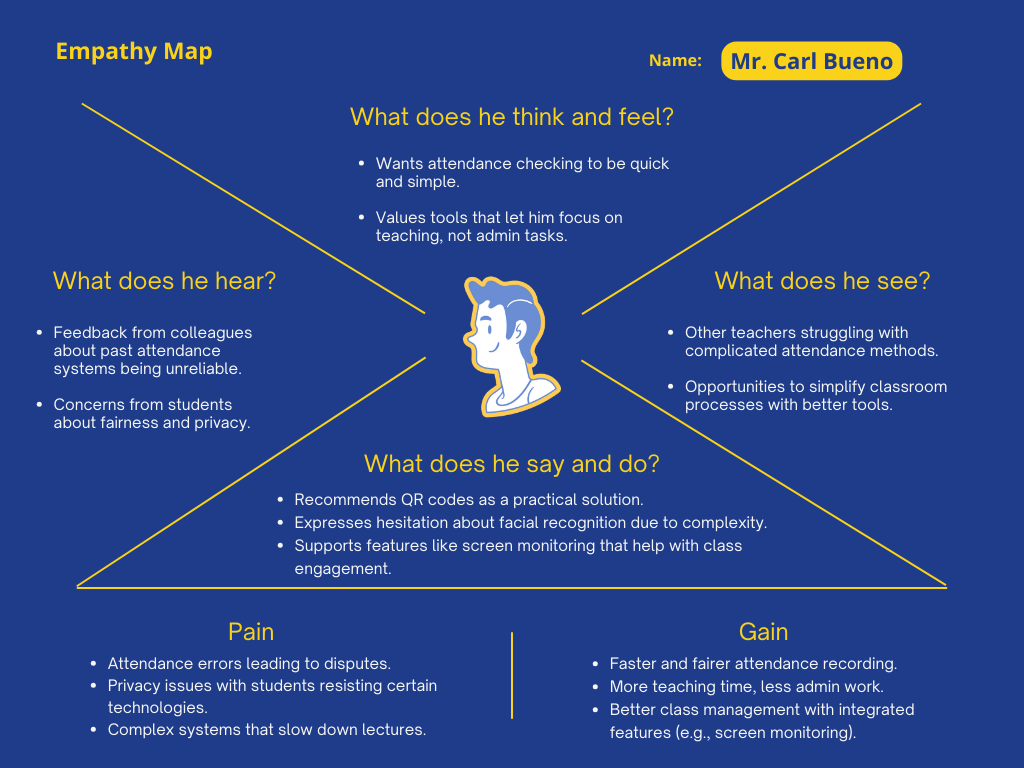 Empathy Map
Name:
Mr. Carl Bueno
What does he think and feel?
• Wants attendance checking to be quick
and simple.
• Values tools that let him focus on
teaching, not admin tasks.
What does he hear?
• Feedback from colleagues
about past attendance
systems being unreliable.
• Concerns from students
about fairness and privacy.
What does he see?
• Other teachers struggling with
complicated attendance methods.
• Opportunities to simplify classroom
processes with better tools.
What does he say and do?
• Recommends QR codes as a practical solution.
• Expresses hesitation about facial recognition due to complexity.
• Supports features like screen monitoring that help with class
engagement.
Pain
• Attendance errors leading to disputes.
• Privacy issues with students resisting certain
technologies.
• Complex systems that slow down lectures.
Gain
• Faster and fairer attendance recording.
• More teaching time, less admin work.
• Better class management with integrated
features (e.g., screen monitoring).